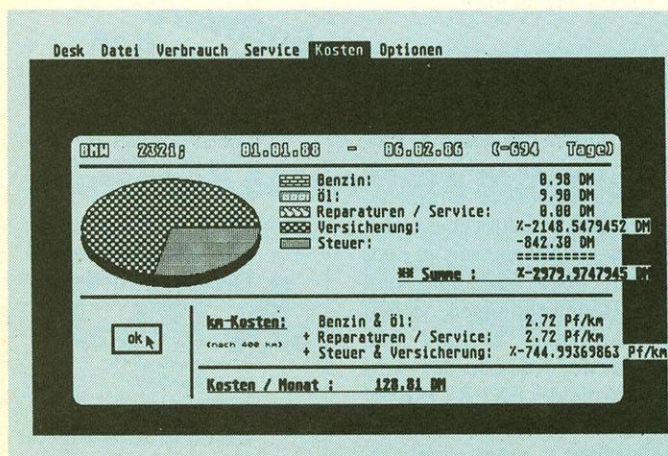 Desk Datei Verbrauch Service Kosten Optionen
BMW 232i; 01.01.88 - 06.02.86 (-694 Tage)
Benzin: 0.98 DM
Öl: 9.90 DM
Reparaturen / Service: 0.00 DM
Versicherung: %-2148.5479452 DM
Steuer: -842.30 DM
==========
** Summe : %-2979.9747945 DM
ok
km-Kosten: Benzin & Öl: 2.72 Pf/km
(nach 400 km) + Reparaturen / Service: 2.72 Pf/km
+ Steuer & Versicherung: %-744.99369863 Pf/km
Kosten / Monat : 128.81 DM